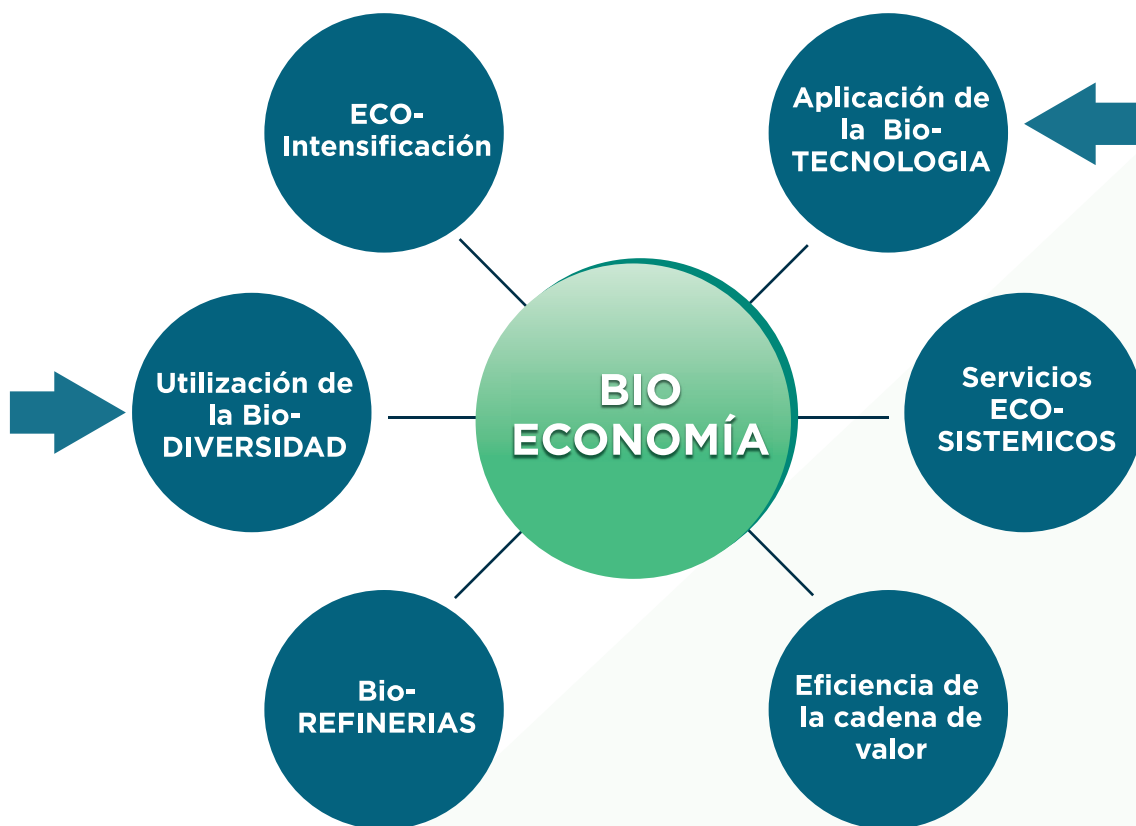 ECO-
Intensificación
Aplicación de
la Bio-
TECNOLOGIA
Utilización de
la Bio-
DIVERSIDAD
BIO
ECONOMÍA
Servicios
ECO-
SISTEMICOS
Bio-
REFINERIAS
Eficiencia de
la cadena de
valor